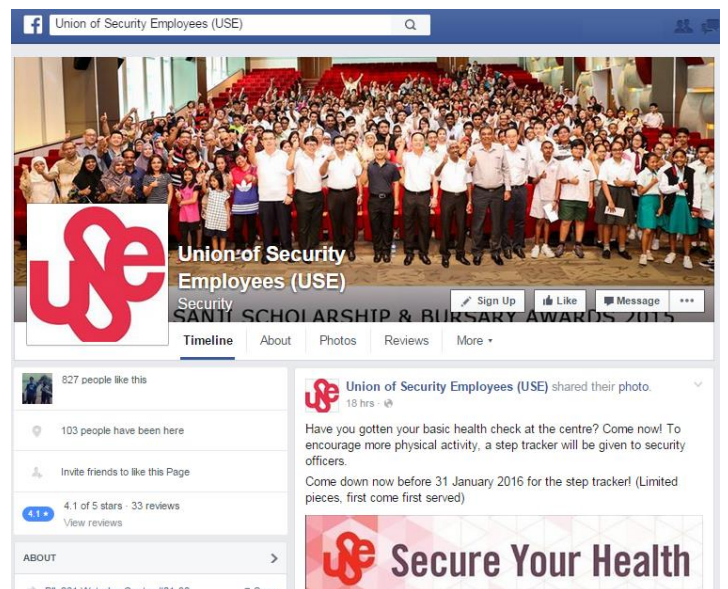 Union of Security Employees (USE)
use
Union of Security
Employees (USE)
Security
Sign Up
Like
Message
SANJI SCHOLARSHIP & BURSARY AWARDS 2015
Timeline
About
Photos
Reviews
More
827 people like this
103 people have been here
Invite friends to like this Page
4.1
4.1 of 5 stars · 33 reviews
View reviews
ABOUT
use
Union of Security Employees (USE) shared their photo.
18 hrs ·
Have you gotten your basic health check at the centre? Come now! To
encourage more physical activity, a step tracker will be given to security
officers.
Come down now before 31 January 2016 for the step tracker! (Limited
pieces, first come first served)
use Secure Your Health